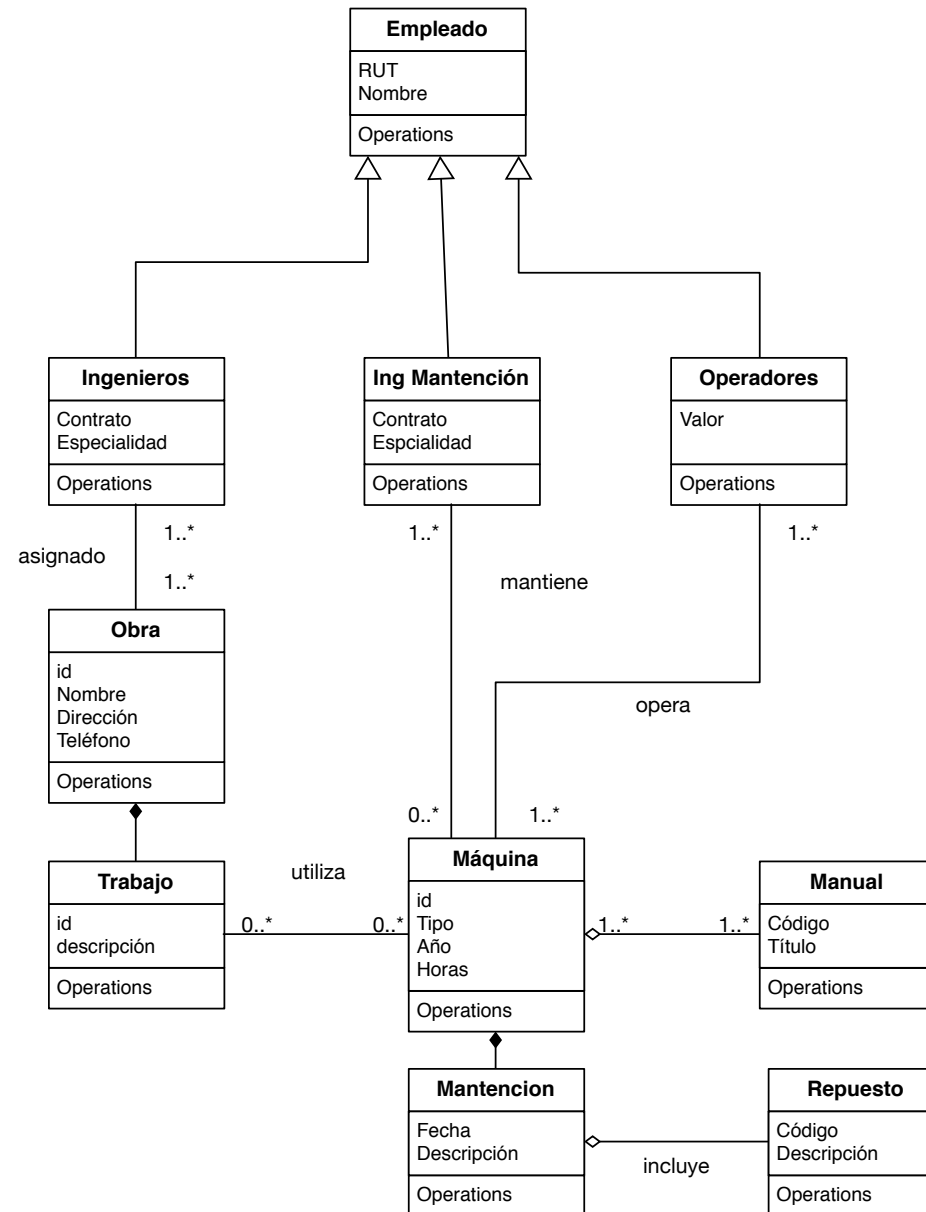 Empleado
RUT
Nombre
Operations
Ingenieros
Contrato
Especialidad
Operations
Ing Mantención
Contrato
Espcialidad
Operations
Operadores
Valor
Operations
1..*
1..*
1..*
asignado
mantiene
1..*
Obra
id
Nombre
Dirección
Teléfono
Operations
opera
0..*
1..*
Trabajo
id
descripción
Operations
utiliza
0..*
0..*
Máquina
id
Tipo
Año
Horas
Operations
1..*
1..*
Manual
Código
Título
Operations
Mantencion
Fecha
Descripción
Operations
incluye
Repuesto
Código
Descripción
Operations